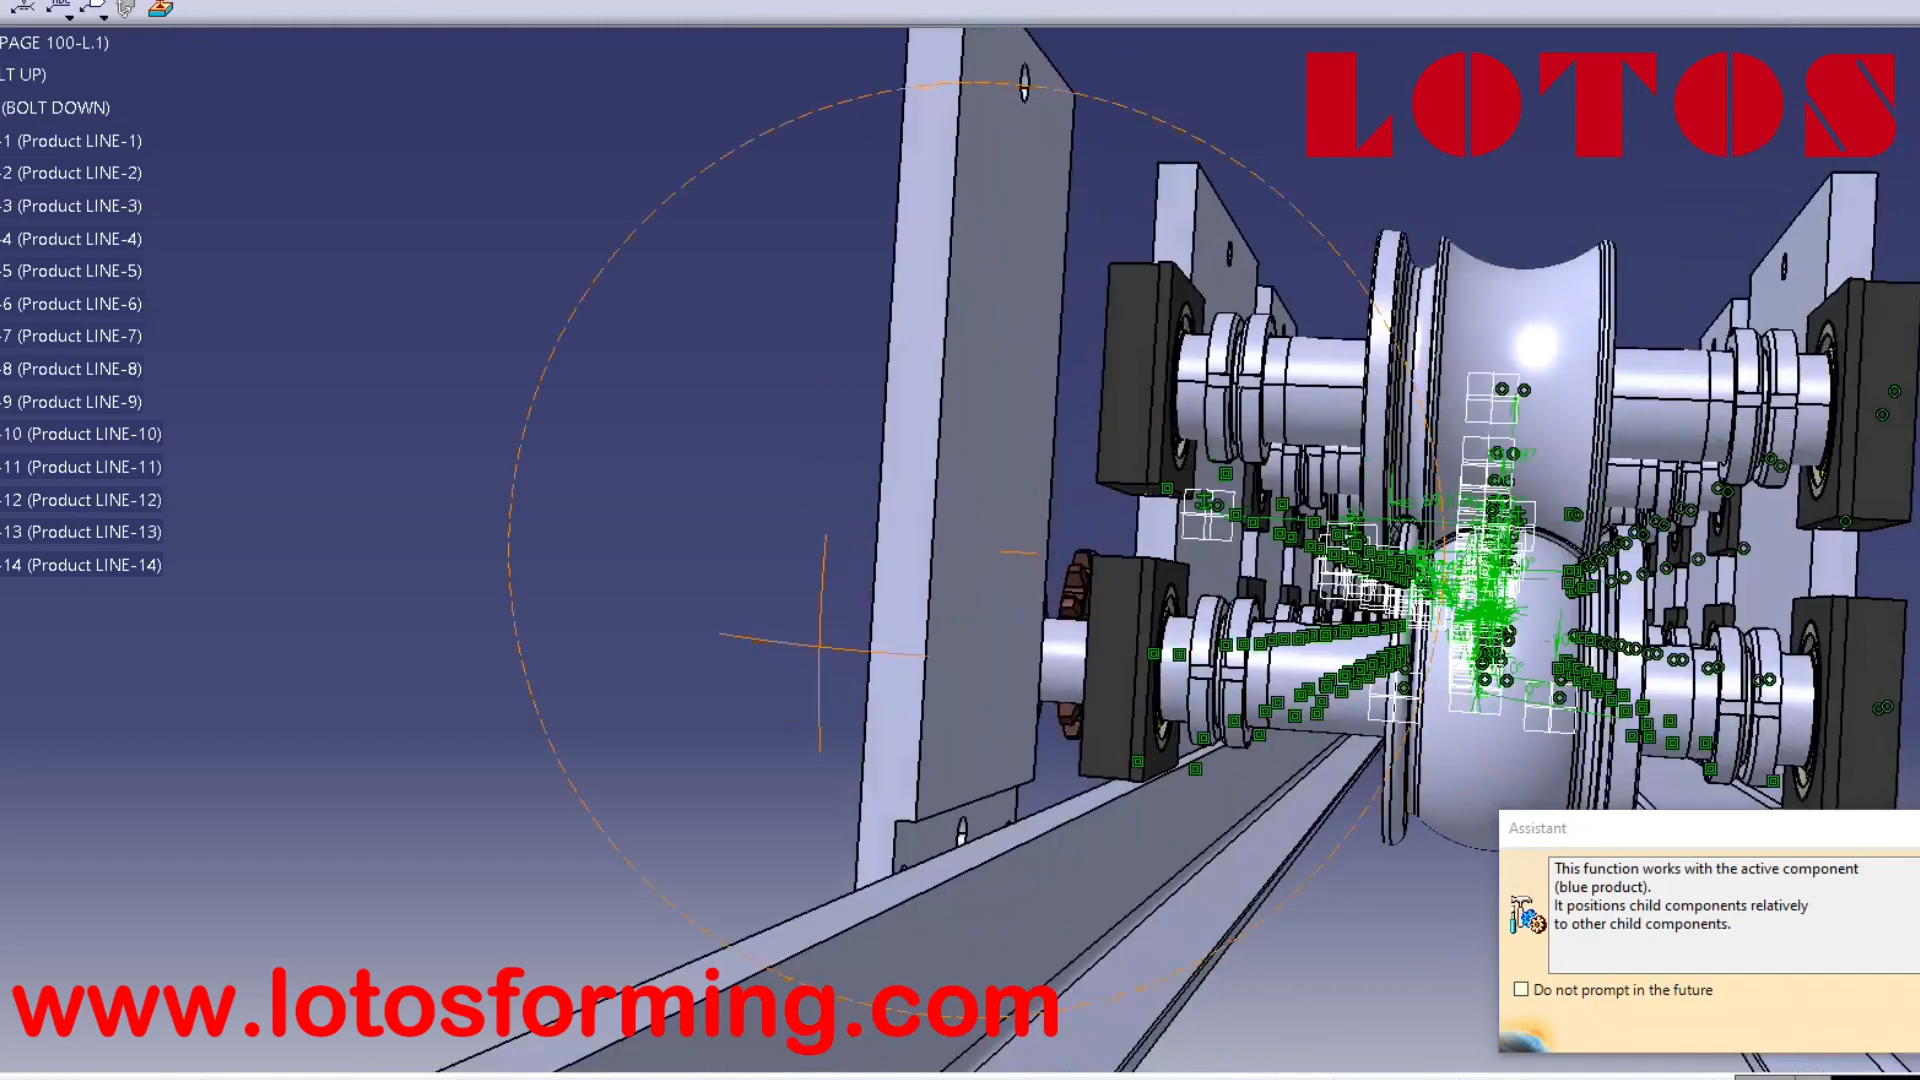 PAGE 100-L.1)
LT UP)
(BOLT DOWN)
-1 (Product LINE-1)
-2 (Product LINE-2)
-3 (Product LINE-3)
-4 (Product LINE-4)
-5 (Product LINE-5)
-6 (Product LINE-6)
-7 (Product LINE-7)
-8 (Product LINE-8)
-9 (Product LINE-9)
-10 (Product LINE-10)
-11 (Product LINE-11)
-12 (Product LINE-12)
-13 (Product LINE-13)
-14 (Product LINE-14)
LOTOS
Assistant
This function works with the active component
(blue product).
It positions child components relatively
to other child components.
Do not prompt in the future
www.lotosforming.com